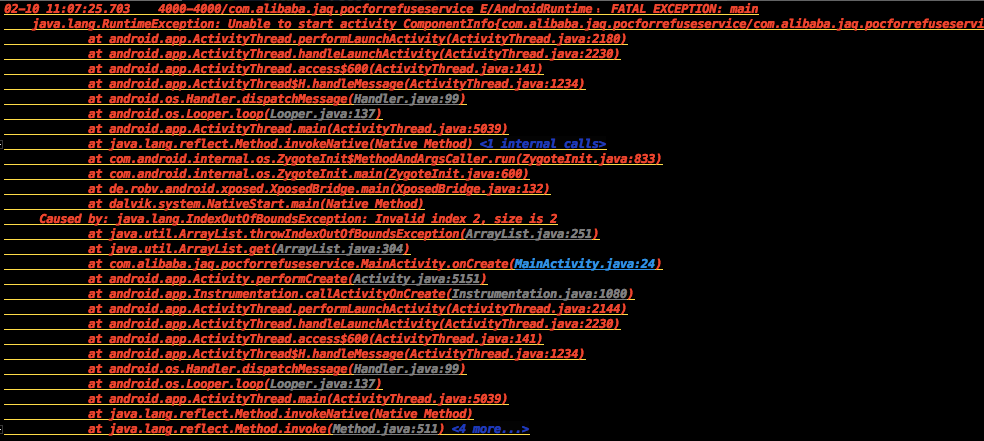 02-10 11:07:25.703 4000-4000/com.alibaba.jaq.pocforrefuseservice E/AndroidRuntime: FATAL EXCEPTION: main
java.lang.RuntimeException: Unable to start activity ComponentInfo{com.alibaba.jaq.pocforrefuseservice/com.alibaba.jaq.pocforrefuseservi
at android.app.ActivityThread.performLaunchActivity(ActivityThread.java:2180)
at android.app.ActivityThread.handleLaunchActivity(ActivityThread.java:2230)
at android.app.ActivityThread.access$600(ActivityThread.java:141)
at android.app.ActivityThread$H.handleMessage(ActivityThread.java:1234)
at android.os.Handler.dispatchMessage(Handler.java:99)
at android.os.Looper.loop(Looper.java:137)
at android.app.ActivityThread.main(ActivityThread.java:5039)
at java.lang.reflect.Method.invokeNative(Native Method) <1 internal calls>
at com.android.internal.os.ZygoteInit$MethodAndArgsCaller.run(ZygoteInit.java:833)
at com.android.internal.os.ZygoteInit.main(ZygoteInit.java:600)
at de.robv.android.xposed.XposedBridge.main(XposedBridge.java:132)
at dalvik.system.NativeStart.main(Native Method)
Caused by: java.lang.IndexOutOfBoundsException: Invalid index 2, size is 2
at java.util.ArrayList.throwIndexOutOfBoundsException(ArrayList.java:251)
at java.util.ArrayList.get(ArrayList.java:304)
at com.alibaba.jaq.pocforrefuseservice.MainActivity.onCreate(MainActivity.java:24)
at android.app.Activity.performCreate(Activity.java:5151)
at android.app.Instrumentation.callActivityOnCreate(Instrumentation.java:1080)
at android.app.ActivityThread.performLaunchActivity(ActivityThread.java:2144)
at android.app.ActivityThread.handleLaunchActivity(ActivityThread.java:2230)
at android.app.ActivityThread.access$600(ActivityThread.java:141)
at android.app.ActivityThread$H.handleMessage(ActivityThread.java:1234)
at android.os.Handler.dispatchMessage(Handler.java:99)
at android.os.Looper.loop(Looper.java:137)
at android.app.ActivityThread.main(ActivityThread.java:5039)
at java.lang.reflect.Method.invokeNative(Native Method)
at java.lang.reflect.Method.invoke(Method.java:511) <4 more...>